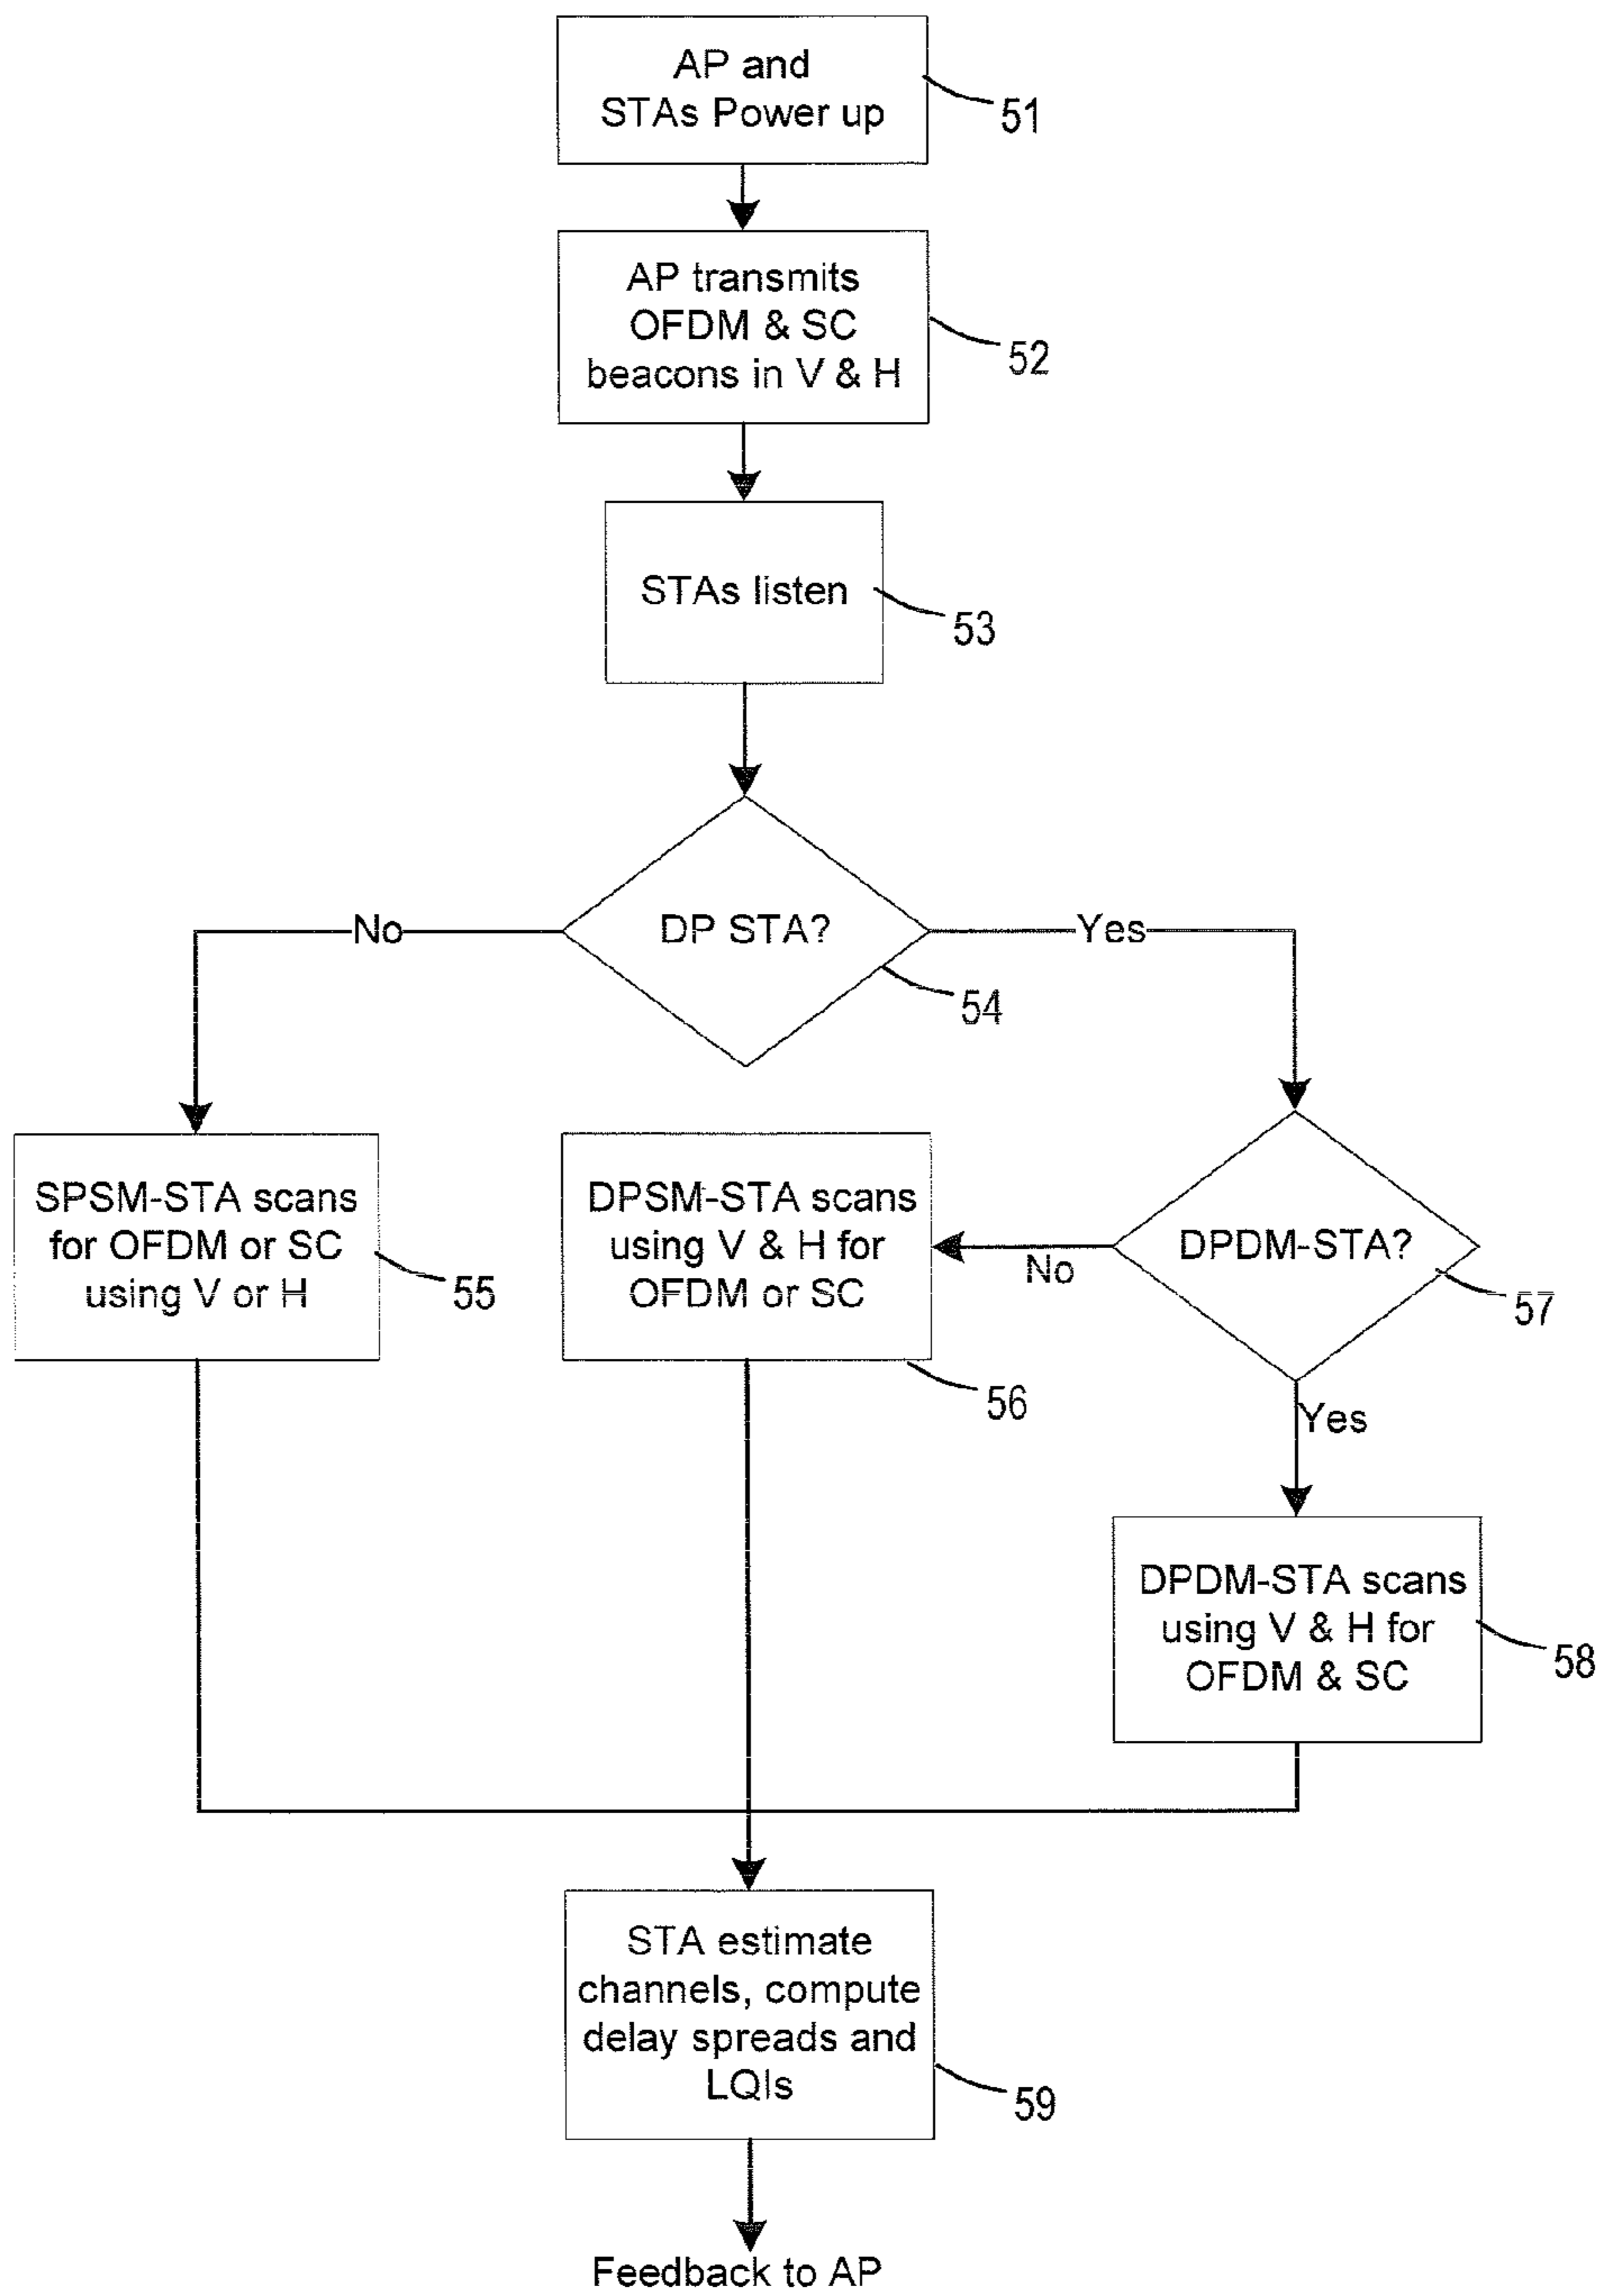 AP and
STAs Power up
51
AP transmits
OFDM & SC
beacons in V & H
52
STAs listen
53
DP STA?
54
No
Yes
SPSM-STA scans
for OFDM or SC
using V or H
55
DPSM-STA scans
using V & H for
OFDM or SC
56
No
DPDM-STA?
57
Yes
DPDM-STA scans
using V & H for
OFDM & SC
58
STA estimate
channels, compute
delay spreads and
LQIs
59
Feedback to AP